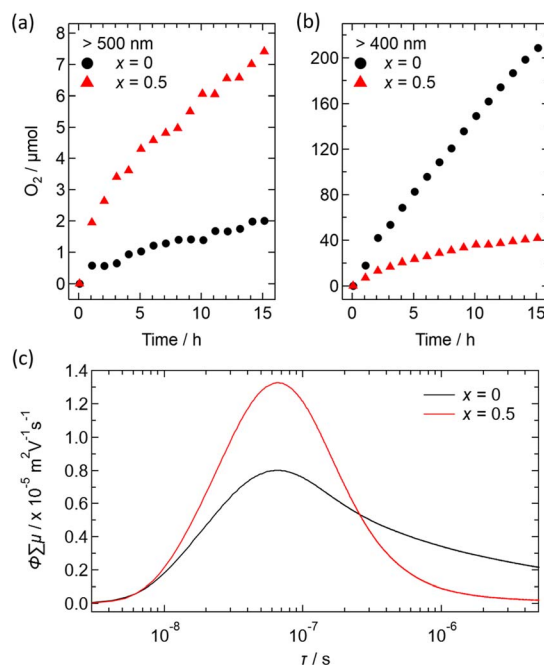 (a)
> 500 nm
x = 0
x = 0.5
O₂ / µmol
8
7
6
5
4
3
2
1
0
0
5
10
15
Time / h
(b)
> 400 nm
x = 0
x = 0.5
200
160
120
80
40
0
0
5
10
15
Time / h
(c)
x = 0
x = 0.5
ΦΣµ / x 10⁻⁵ m²V⁻¹s⁻¹
1.4
1.2
1.0
0.8
0.6
0.4
0.2
0.0
10⁻⁸
10⁻⁷
10⁻⁶
τ / s